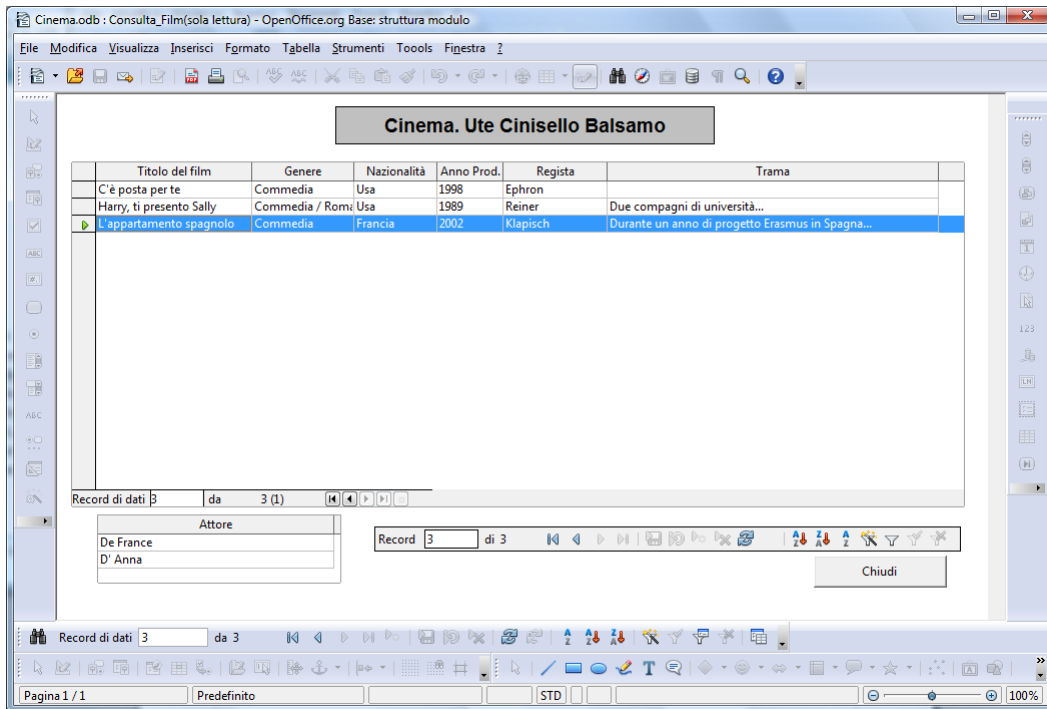 Cinema.odb : Consulta_Film(sola lettura) - OpenOffice.org Base: struttura modulo
File Modifica Visualizza Inserisci Formato Tabella Strumenti Toools Finestra ?
Cinema. Ute Cinisello Balsamo
Titolo del film Genere Nazionalità Anno Prod. Regista Trama
C'è posta per te Commedia Usa 1998 Ephron
Harry, ti presento Sally Commedia / Roma Usa 1989 Reiner Due compagni di università...
L'appartamento spagnolo Commedia Francia 2002 Klapisch Durante un anno di progetto Erasmus in Spagna...
Record di dati 3 da 3 (1)
Attore
De France
D' Anna
Record 3 di 3
Chiudi
Record di dati 3 da 3
Pagina 1 / 1 Predefinito STD 100%